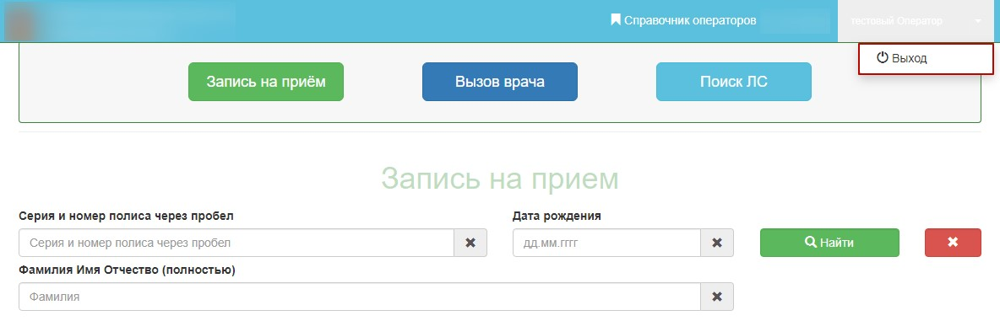 Справочник операторов
тестовый Оператор
Выход
Запись на приём
Вызов врача
Поиск ЛС
Запись на прием
Серия и номер полиса через пробел
Дата рождения
Серия и номер полиса через пробел
дд.мм.гггг
Найти
Фамилия Имя Отчество (полностью)
Фамилия